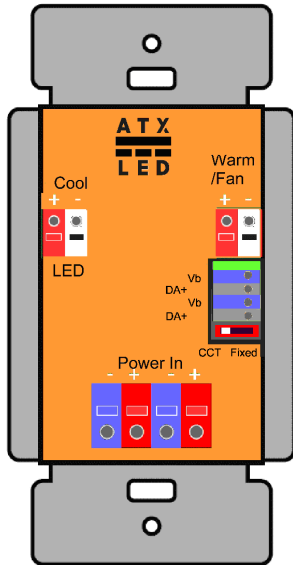 ATX
LED
Cool
Warm
/Fan
+ -
+ -
LED
Vb
DA+
Vb
DA+
CCT Fixed
Power In
- + - +